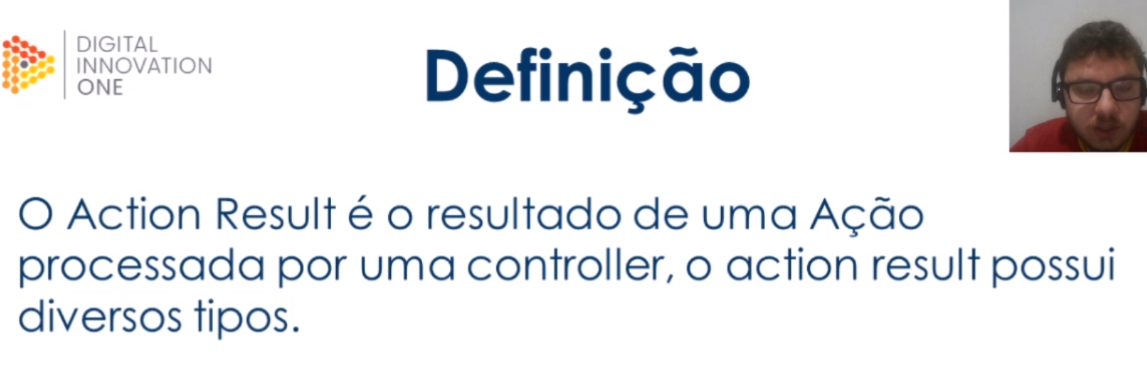 DIGITAL
INNOVATION
ONE
Definição
O Action Result é o resultado de uma Ação
processada por uma controller, o action result possui
diversos tipos.